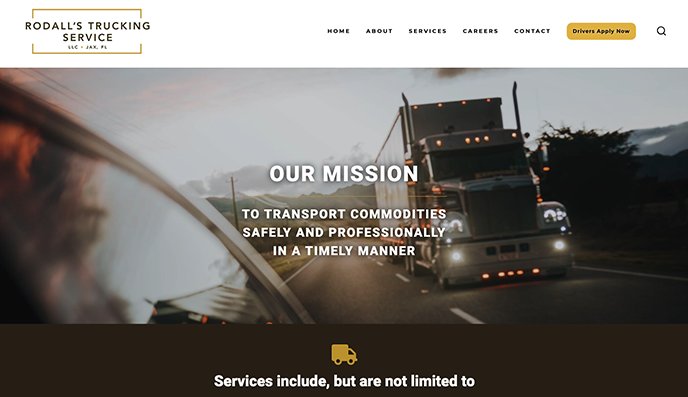 RODALL'S TRUCKING
SERVICE
LLC - JAX, FL
HOME ABOUT SERVICES CAREERS CONTACT Drivers Apply Now
OUR MISSION
TO TRANSPORT COMMODITIES
SAFELY AND PROFESSIONALLY
IN A TIMELY MANNER
Services include, but are not limited to